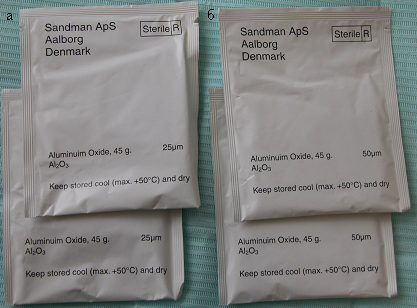 а
Sandman ApS
Aalborg
Denmark
Sterile R
Aluminuim Oxide, 45 g. 25µm
Al₂O₃
Keep stored cool (max. +50°C) and dry
Aluminuim Oxide, 45 g. 25µm
Al₂O₃
Keep stored cool (max. +50°C) and dry
б
Sandman ApS
Aalborg
Denmark
Sterile R
Aluminuim Oxide, 45 g. 50µm
Al₂O₃
Keep stored cool (max. +50°C) and dry
Aluminuim Oxide, 45 g. 50µm
Al₂O₃
Keep stored cool (max. +50°C) and dry